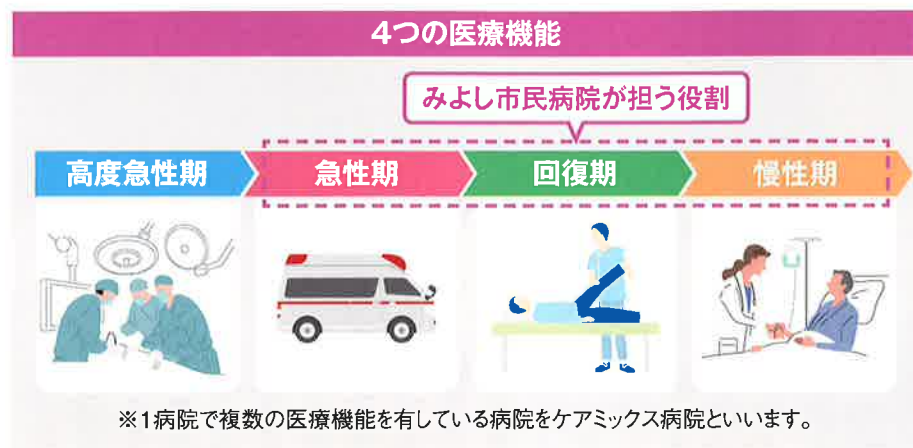 4つの医療機能
みよし市民病院が担う役割
高度急性期 急性期 回復期 慢性期
※1病院で複数の医療機能を有している病院をケアミックス病院といいます。